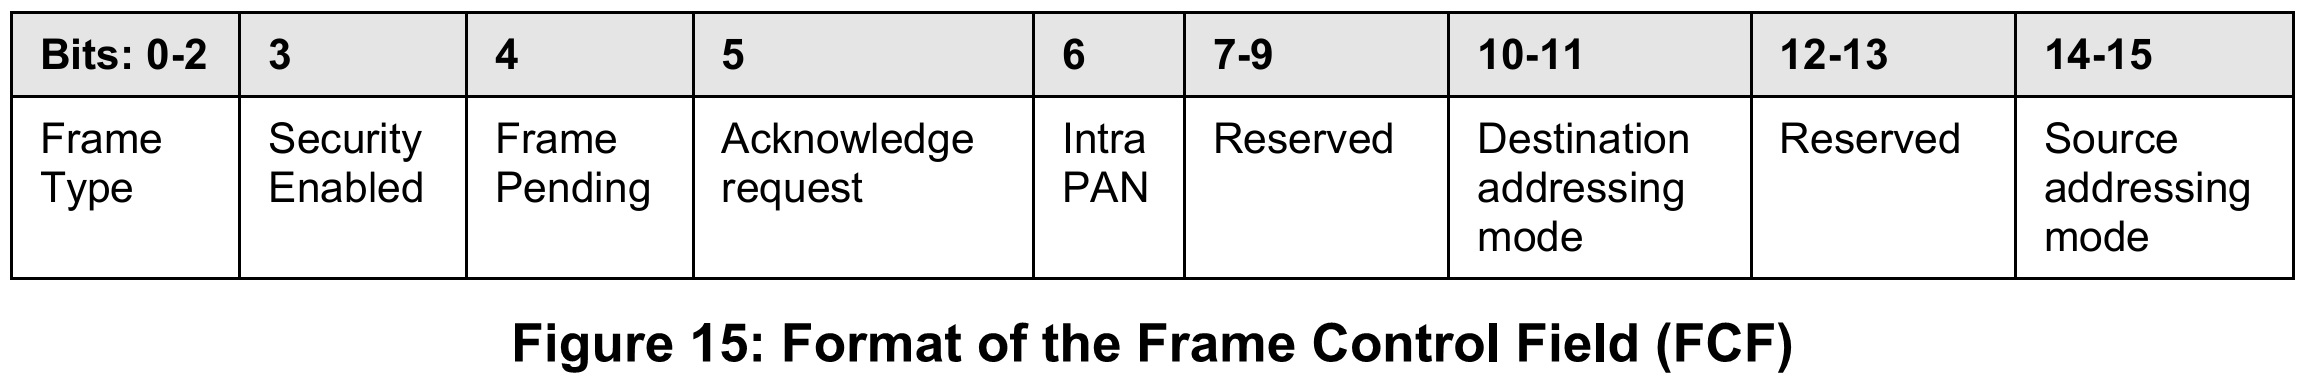 Bits: 0-2 3 4 5 6 7-9 10-11 12-13 14-15
Frame Security Frame Acknowledge Intra Reserved Destination Reserved Source
Type Enabled Pending request PAN addressing addressing
mode mode
Figure 15: Format of the Frame Control Field (FCF)